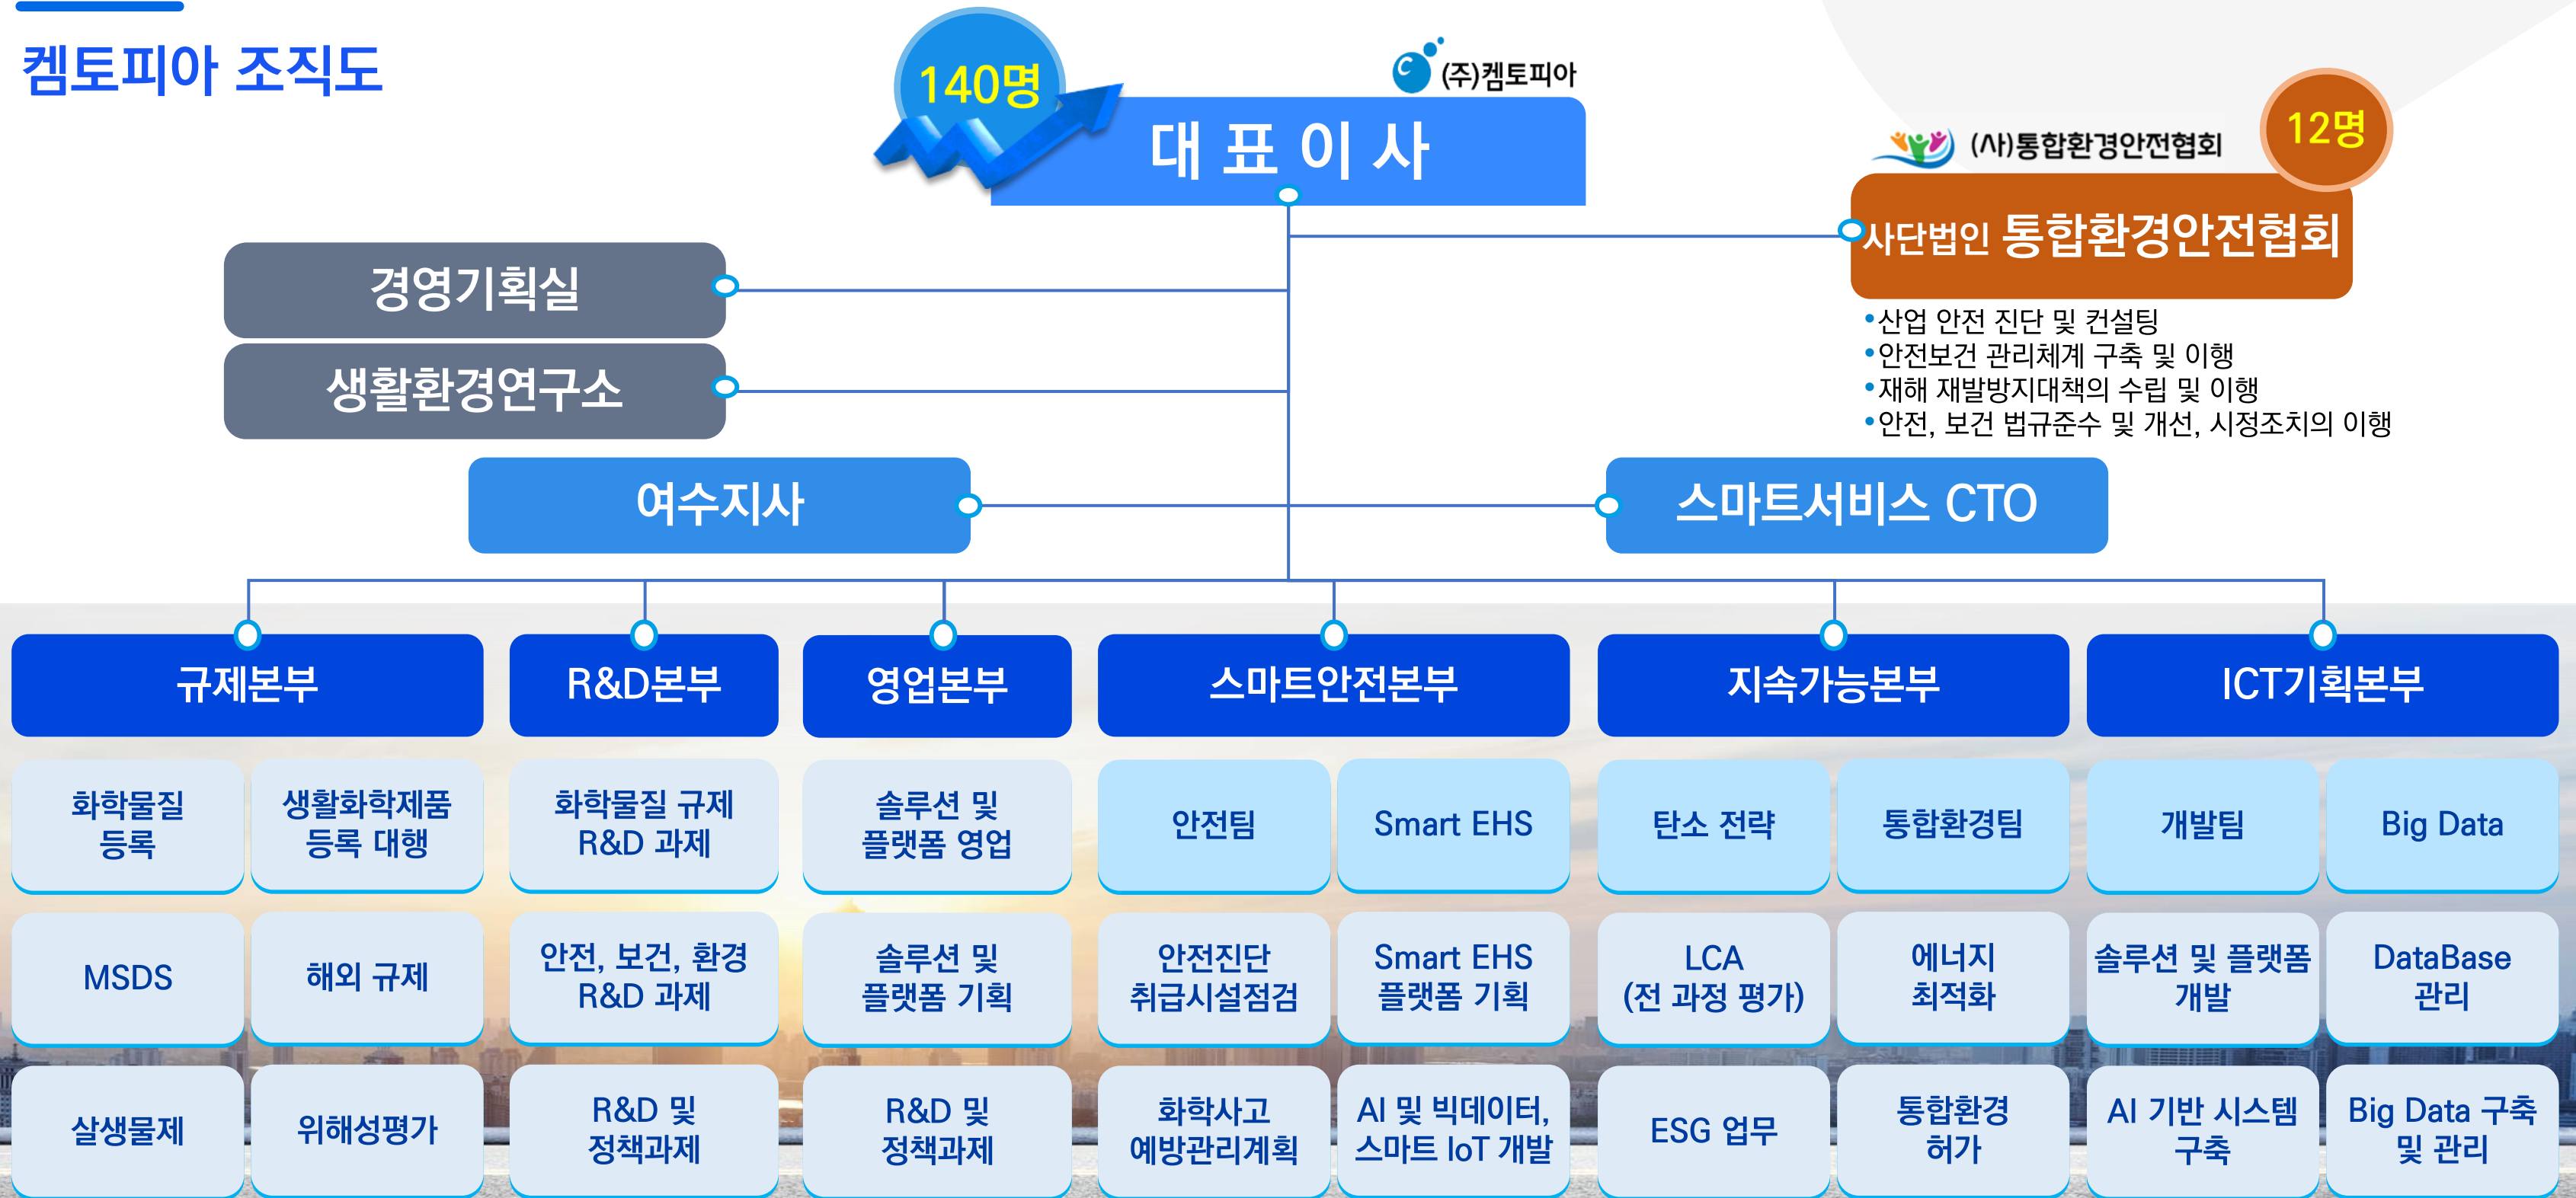 켐토피아 조직도
140명
(주)켐토피아
대 표 이 사
(사)통합환경안전협회
12명
사단법인 통합환경안전협회
•산업 안전 진단 및 컨설팅
•안전보건 관리체계 구축 및 이행
•재해 재발방지대책의 수립 및 이행
•안전, 보건 법규준수 및 개선, 시정조치의 이행
경영기획실
생활환경연구소
여수지사
스마트서비스 CTO
규제본부
화학물질
등록
생활화학제품
등록 대행
MSDS
해외 규제
살생물제
위해성평가
R&D본부
화학물질 규제
R&D 과제
안전, 보건, 환경
R&D 과제
R&D 및
정책과제
영업본부
솔루션 및
플랫폼 영업
솔루션 및
플랫폼 기획
R&D 및
정책과제
스마트안전본부
안전팀
Smart EHS
안전진단
취급시설점검
Smart EHS
플랫폼 기획
화학사고
예방관리계획
AI 및 빅데이터,
스마트 IoT 개발
지속가능본부
탄소 전략
통합환경팀
LCA
(전 과정 평가)
에너지
최적화
ESG 업무
통합환경
허가
ICT기획본부
개발팀
Big Data
솔루션 및 플랫폼
개발
DataBase
관리
AI 기반 시스템
구축
Big Data 구축
및 관리